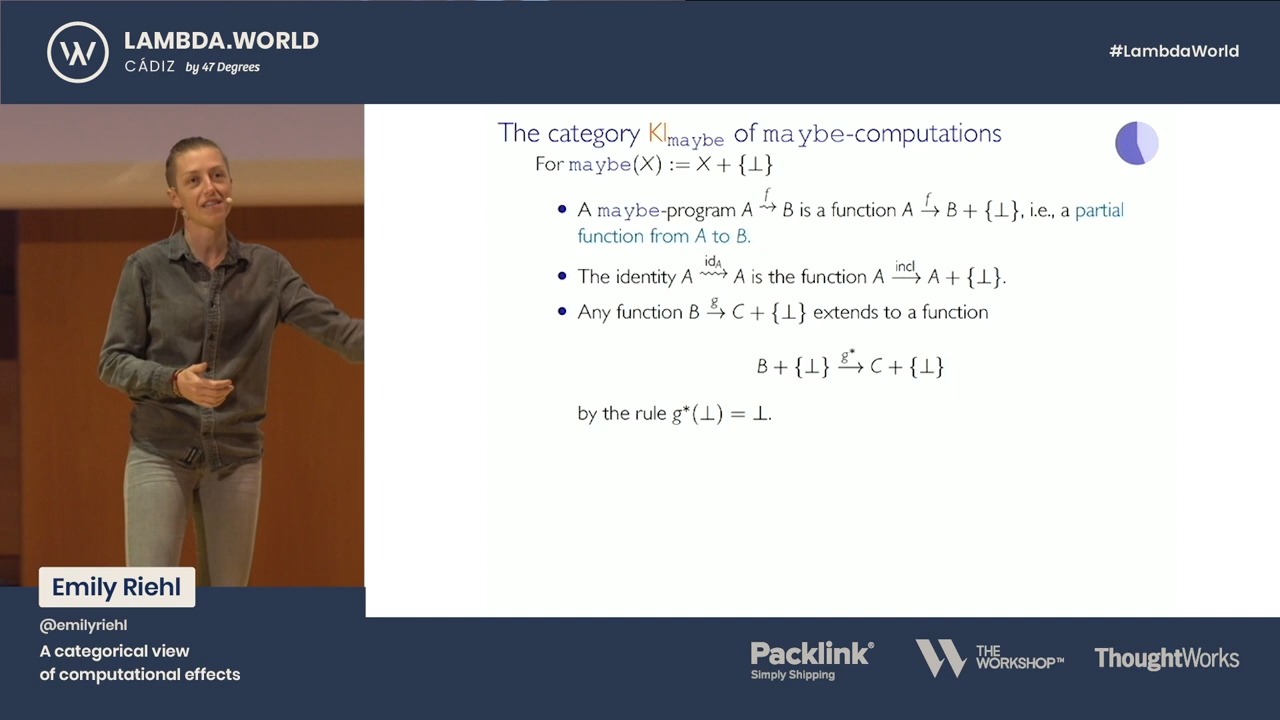 LAMBDA.WORLD
CÁDIZ by 47 Degrees
#LambdaWorld
The category Kl_maybe of maybe-computations
For maybe(X) := X + {⊥}
• A maybe-program A ⇝^f B is a function A →^f B + {⊥}, i.e., a partial
function from A to B.
• The identity A ⇝^{id_A} A is the function A →^{incl} A + {⊥}.
• Any function B →^g C + {⊥} extends to a function
B + {⊥} →^{g*} C + {⊥}
by the rule g*(⊥) = ⊥.
Emily Riehl
@emilyriehl
A categorical view
of computational effects
Packlink®
Simply Shipping
THE
WORKSHOP™
ThoughtWorks